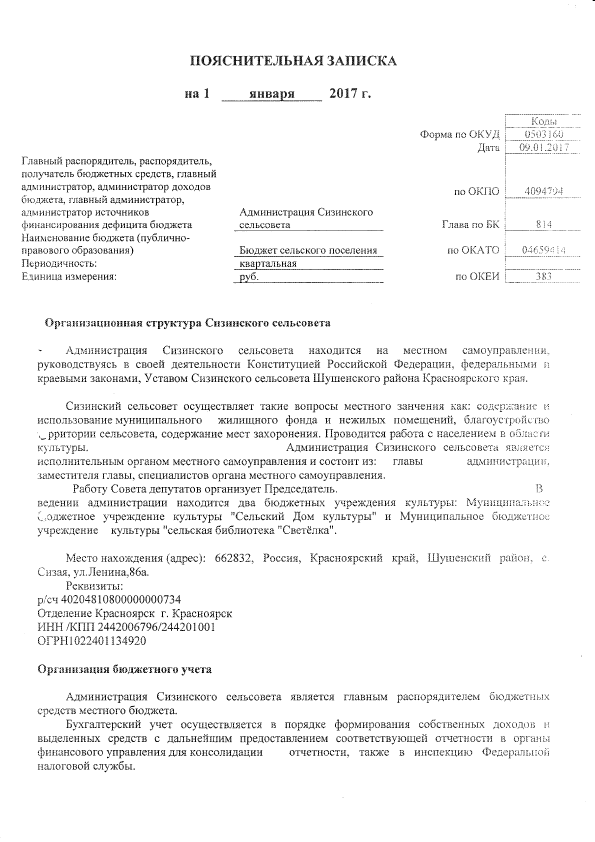 ПОЯСНИТЕЛЬНАЯ ЗАПИСКА
на 1 января 2017 г.
Коды
Форма по ОКУД 0503160
Дата 09.01.2017
Главный распорядитель, распорядитель,
получатель бюджетных средств, главный
администратор, администратор доходов
по ОКПО 4094794
бюджета, главный администратор,
администратор источников Администрация Сизинского
финансирования дефицита бюджета сельсовета Глава по БК 814
Наименование бюджета (публично-
правового образования) Бюджет сельского поселения по ОКАТО 04659414
Периодичность: квартальная
Единица измерения: руб. по ОКЕИ 383
Организационная структура Сизинского сельсовета
- Администрация Сизинского сельсовета находится на местном самоуправлении,
руководствуясь в своей деятельности Конституцией Российской Федерации, федеральными и
краевыми законами, Уставом Сизинского сельсовета Шушенского района Красноярского края.
Сизинский сельсовет осуществляет такие вопросы местного занчения как: содержание и
использование муниципального жилищного фонда и нежилых помещений, благоустройство
территории сельсовета, содержание мест захоронения. Проводится работа с населением в области
культуры. Администрация Сизинского сельсовета является
исполнительным органом местного самоуправления и состоит из: главы администрации,
заместителя главы, специалистов органа местного самоуправления.
Работу Совета депутатов организует Председатель. В
ведении администрации находится два бюджетных учреждения культуры: Муниципальное
бюджетное учреждение культуры "Сельский Дом культуры" и Муниципальное бюджетное
учреждение культуры "сельская библиотека "Светёлка".
Место нахождения (адрес): 662832, Россия, Красноярский край, Шушенский район, с.
Сизая, ул.Ленина,86а.
Реквизиты:
р/сч 40204810800000000734
Отделение Красноярск г. Красноярск
ИНН /КПП 2442006796/244201001
ОГРН1022401134920
Организация бюджетного учета
Администрация Сизинского сельсовета является главным распорядителем бюджетных
средств местного бюджета.
Бухгалтерский учет осуществляется в порядке формирования собственных доходов и
выделенных средств с дальнейшим предоставлением соответствующей отчетности в органы
финансового управления для консолидации отчетности, также в инспекцию Федеральной
налоговой службы.